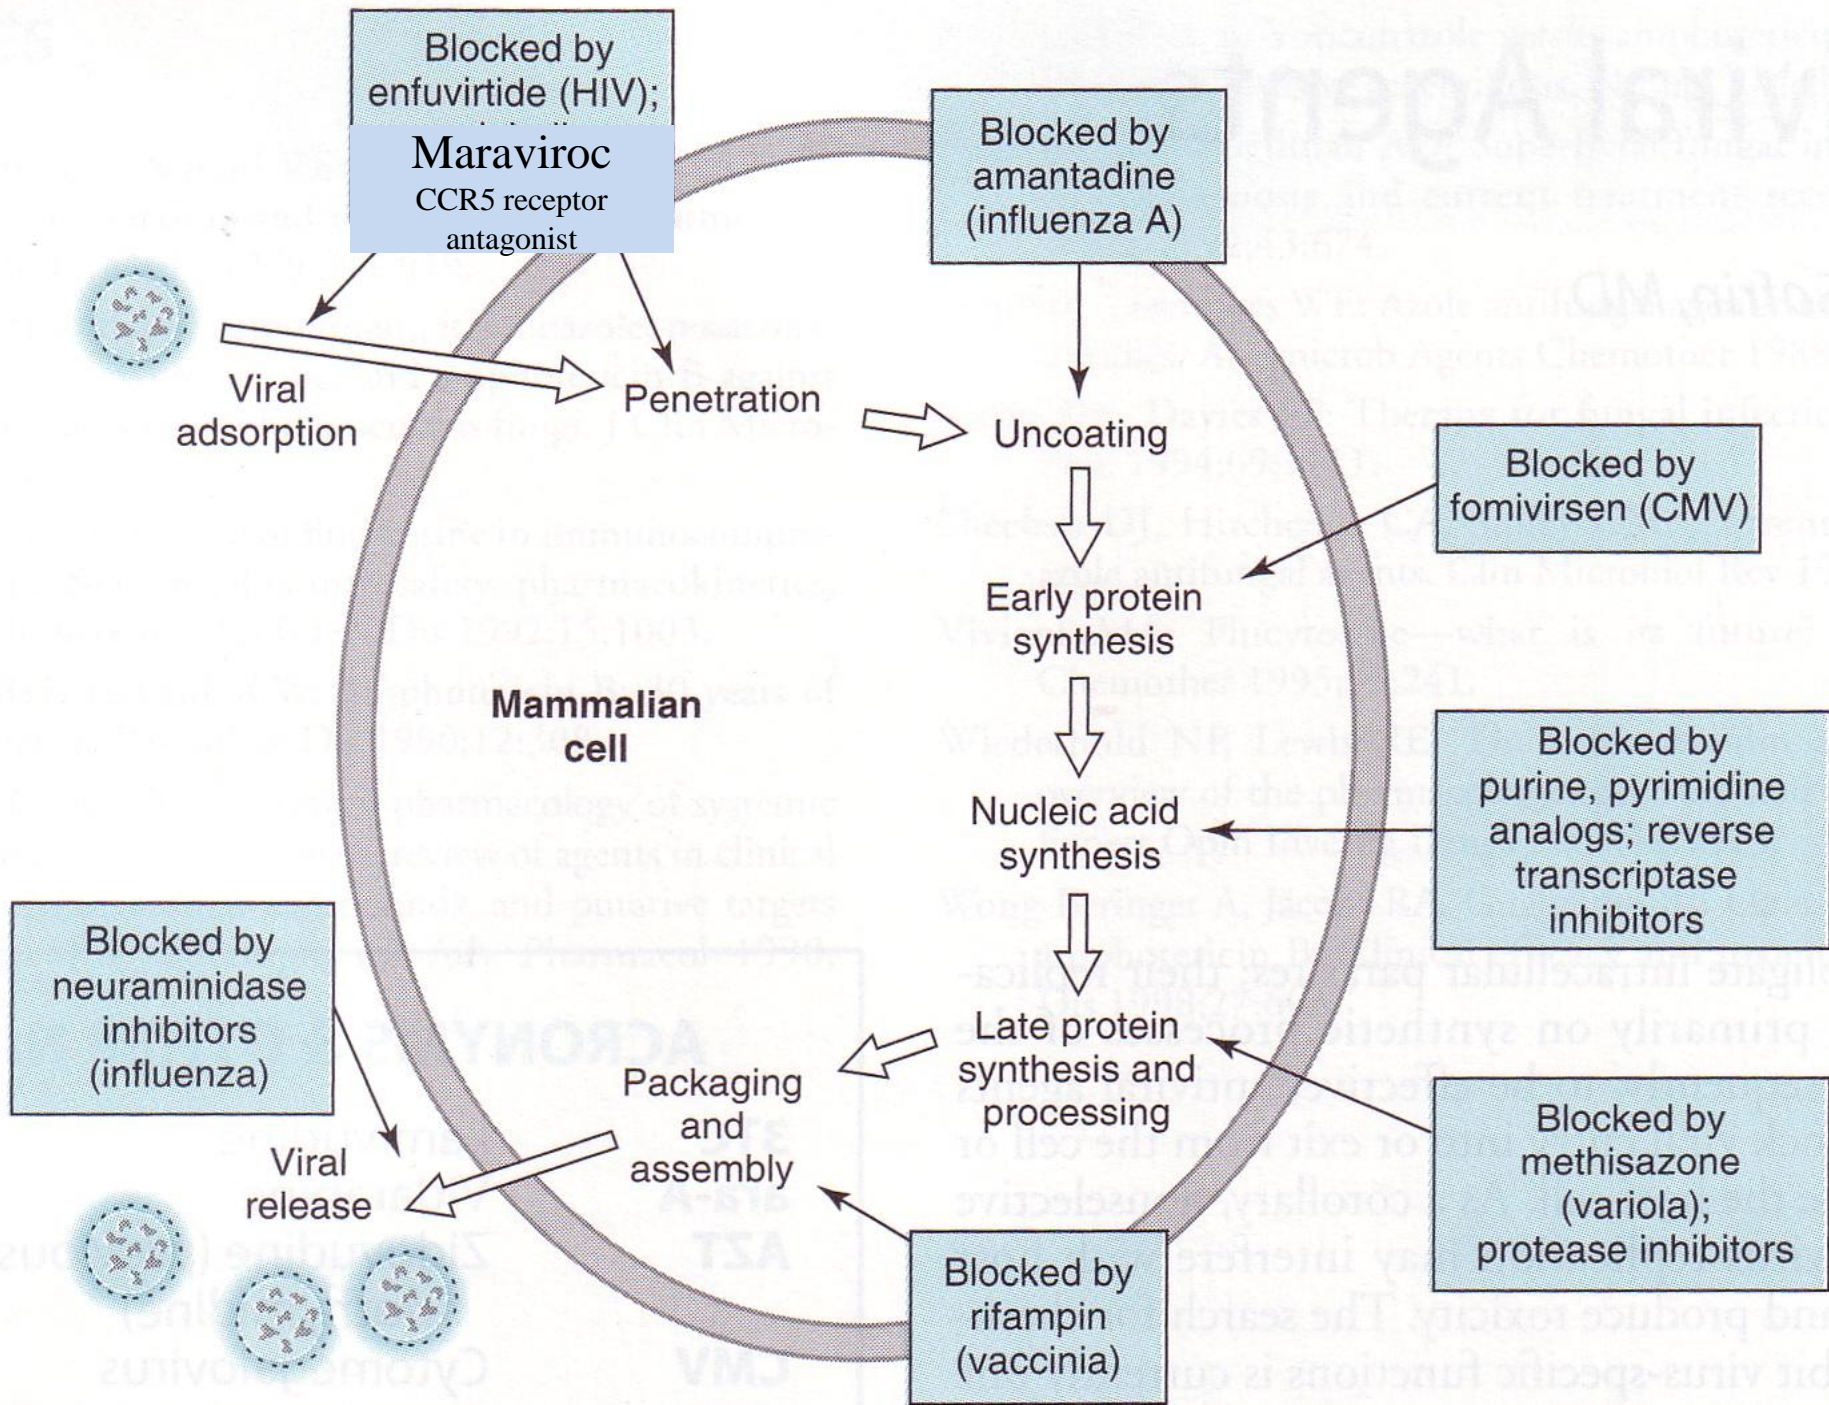 Blocked by
enfuvirtide (HIV);
Maraviroc
CCR5 receptor
antagonist
Blocked by
amantadine
(influenza A)
Viral
adsorption
Penetration
Uncoating
Blocked by
fomivirsen (CMV)
Early protein
synthesis
Mammalian
cell
Nucleic acid
synthesis
Blocked by
purine, pyrimidine
analogs; reverse
transcriptase
inhibitors
Blocked by
neuraminidase
inhibitors
(influenza)
Late protein
synthesis and
processing
Packaging
and
assembly
Viral
release
Blocked by
methisazone
(variola);
protease inhibitors
Blocked by
rifampin
(vaccinia)